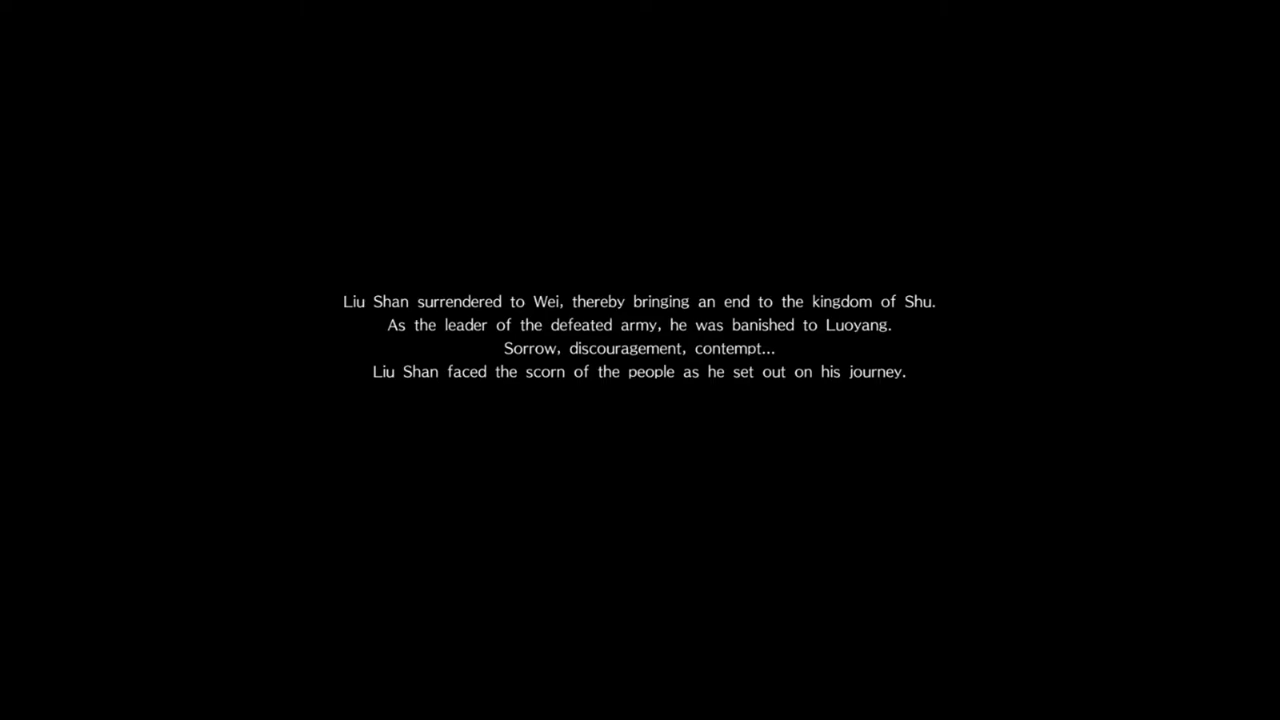 Liu Shan surrendered to Wei, thereby bringing an end to the kingdom of Shu.
As the leader of the defeated army, he was banished to Luoyang.
Sorrow, discouragement, contempt...
Liu Shan faced the scorn of the people as he set out on his journey.